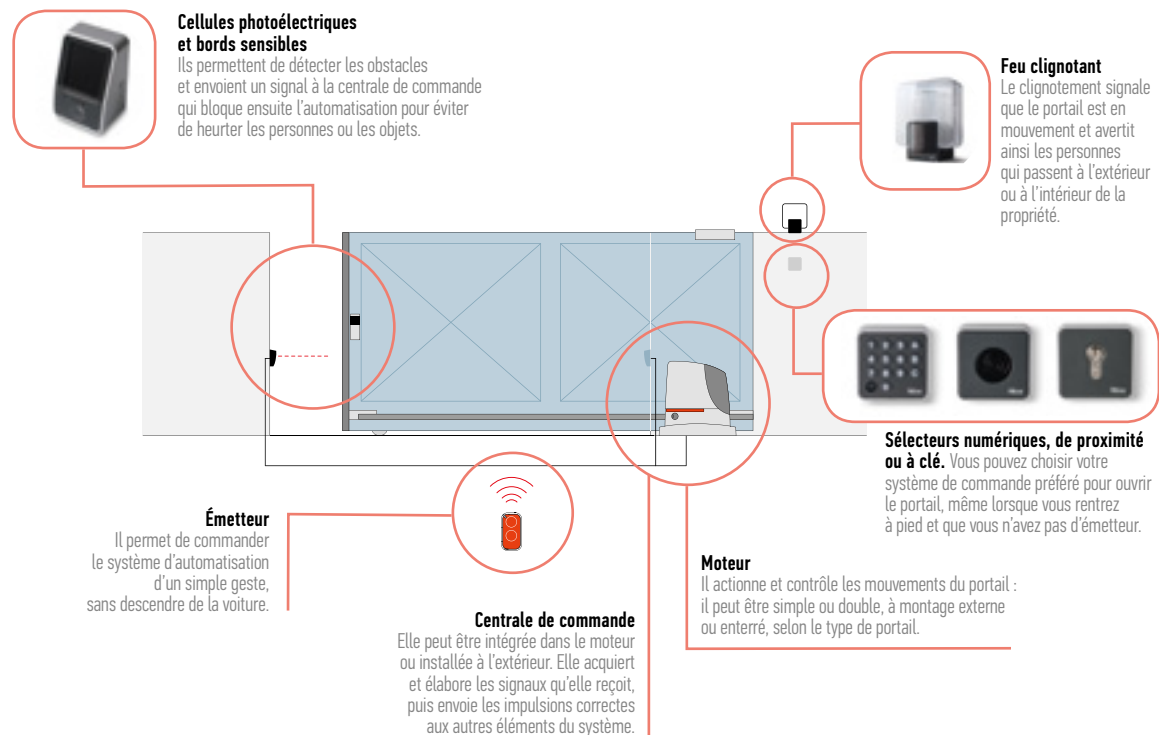 Cellules photoélectriques
et bords sensibles
Ils permettent de détecter les obstacles
et envoient un signal à la centrale de commande
qui bloque ensuite l'automatisation pour éviter
de heurter les personnes ou les objets.
Feu clignotant
Le clignotement signale
que le portail est en
mouvement et avertit
ainsi les personnes
qui passent à l'extérieur
ou à l'intérieur de la
propriété.
Sélecteurs numériques, de proximité
ou à clé. Vous pouvez choisir votre
système de commande préféré pour ouvrir
le portail, même lorsque vous rentrez
à pied et que vous n'avez pas d'émetteur.
Émetteur
Il permet de commander
le système d'automatisation
d'un simple geste,
sans descendre de la voiture.
Moteur
Il actionne et contrôle les mouvements du portail :
il peut être simple ou double, à montage externe
ou enterré, selon le type de portail.
Centrale de commande
Elle peut être intégrée dans le moteur
ou installée à l'extérieur. Elle acquiert
et élabore les signaux qu'elle reçoit,
puis envoie les impulsions correctes
aux autres éléments du système.